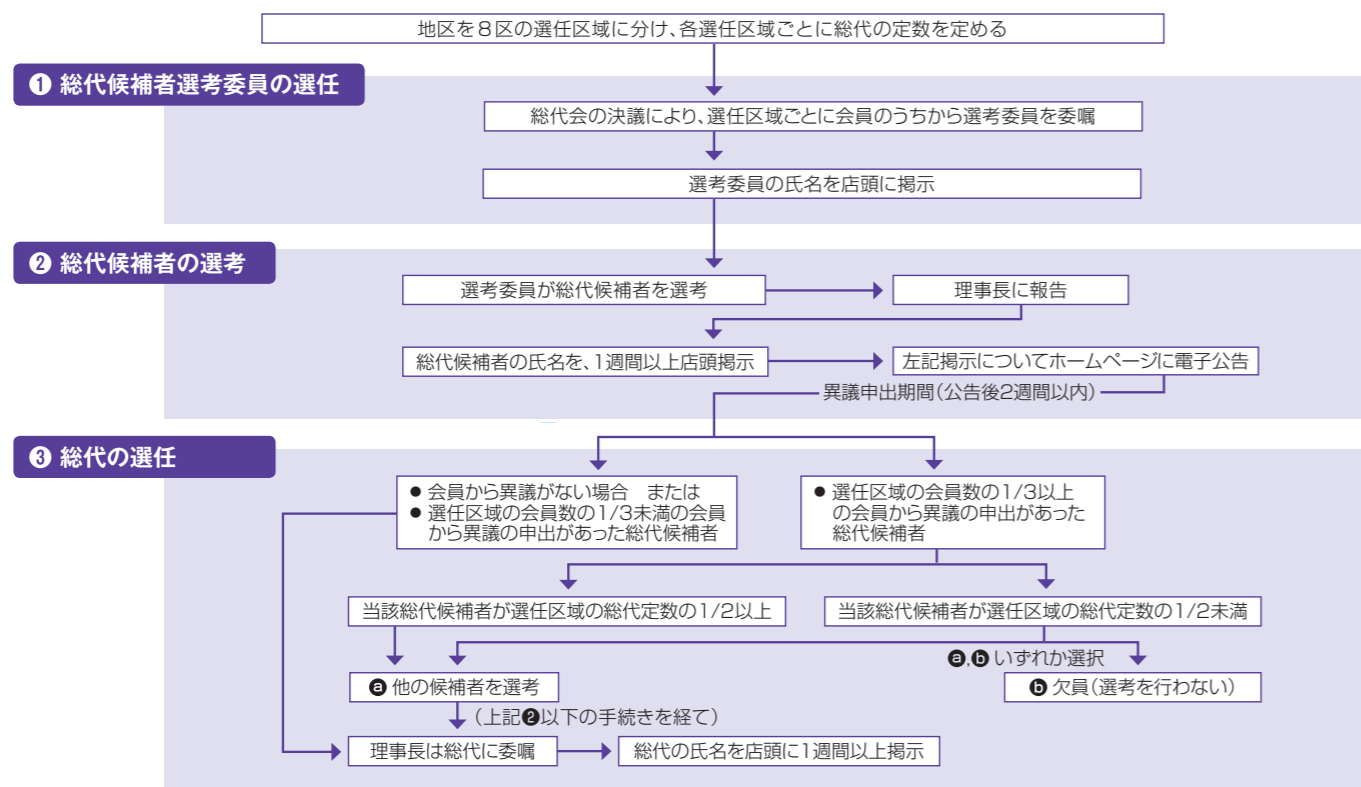 地区を8区の選任区域に分け、各選任区域ごとに総代の定数を定める
❶ 総代候補者選考委員の選任
総代会の決議により、選任区域ごとに会員のうちから選考委員を委嘱
選考委員の氏名を店頭に掲示
❷ 総代候補者の選考
選考委員が総代候補者を選考
理事長に報告
総代候補者の氏名を、1週間以上店頭掲示
左記掲示についてホームページに電子公告
異議申出期間(公告後2週間以内)
❸ 総代の選任
● 会員から異議がない場合　または
● 選任区域の会員数の1/3未満の会員
から異議の申出があった総代候補者
● 選任区域の会員数の1/3以上
の会員から異議の申出があった
総代候補者
当該総代候補者が選任区域の総代定数の1/2以上
当該総代候補者が選任区域の総代定数の1/2未満
ⓐ,ⓑ いずれか選択
ⓐ 他の候補者を選考
ⓑ 欠員(選考を行わない)
(上記❷以下の手続きを経て)
理事長は総代に委嘱
総代の氏名を店頭に1週間以上掲示